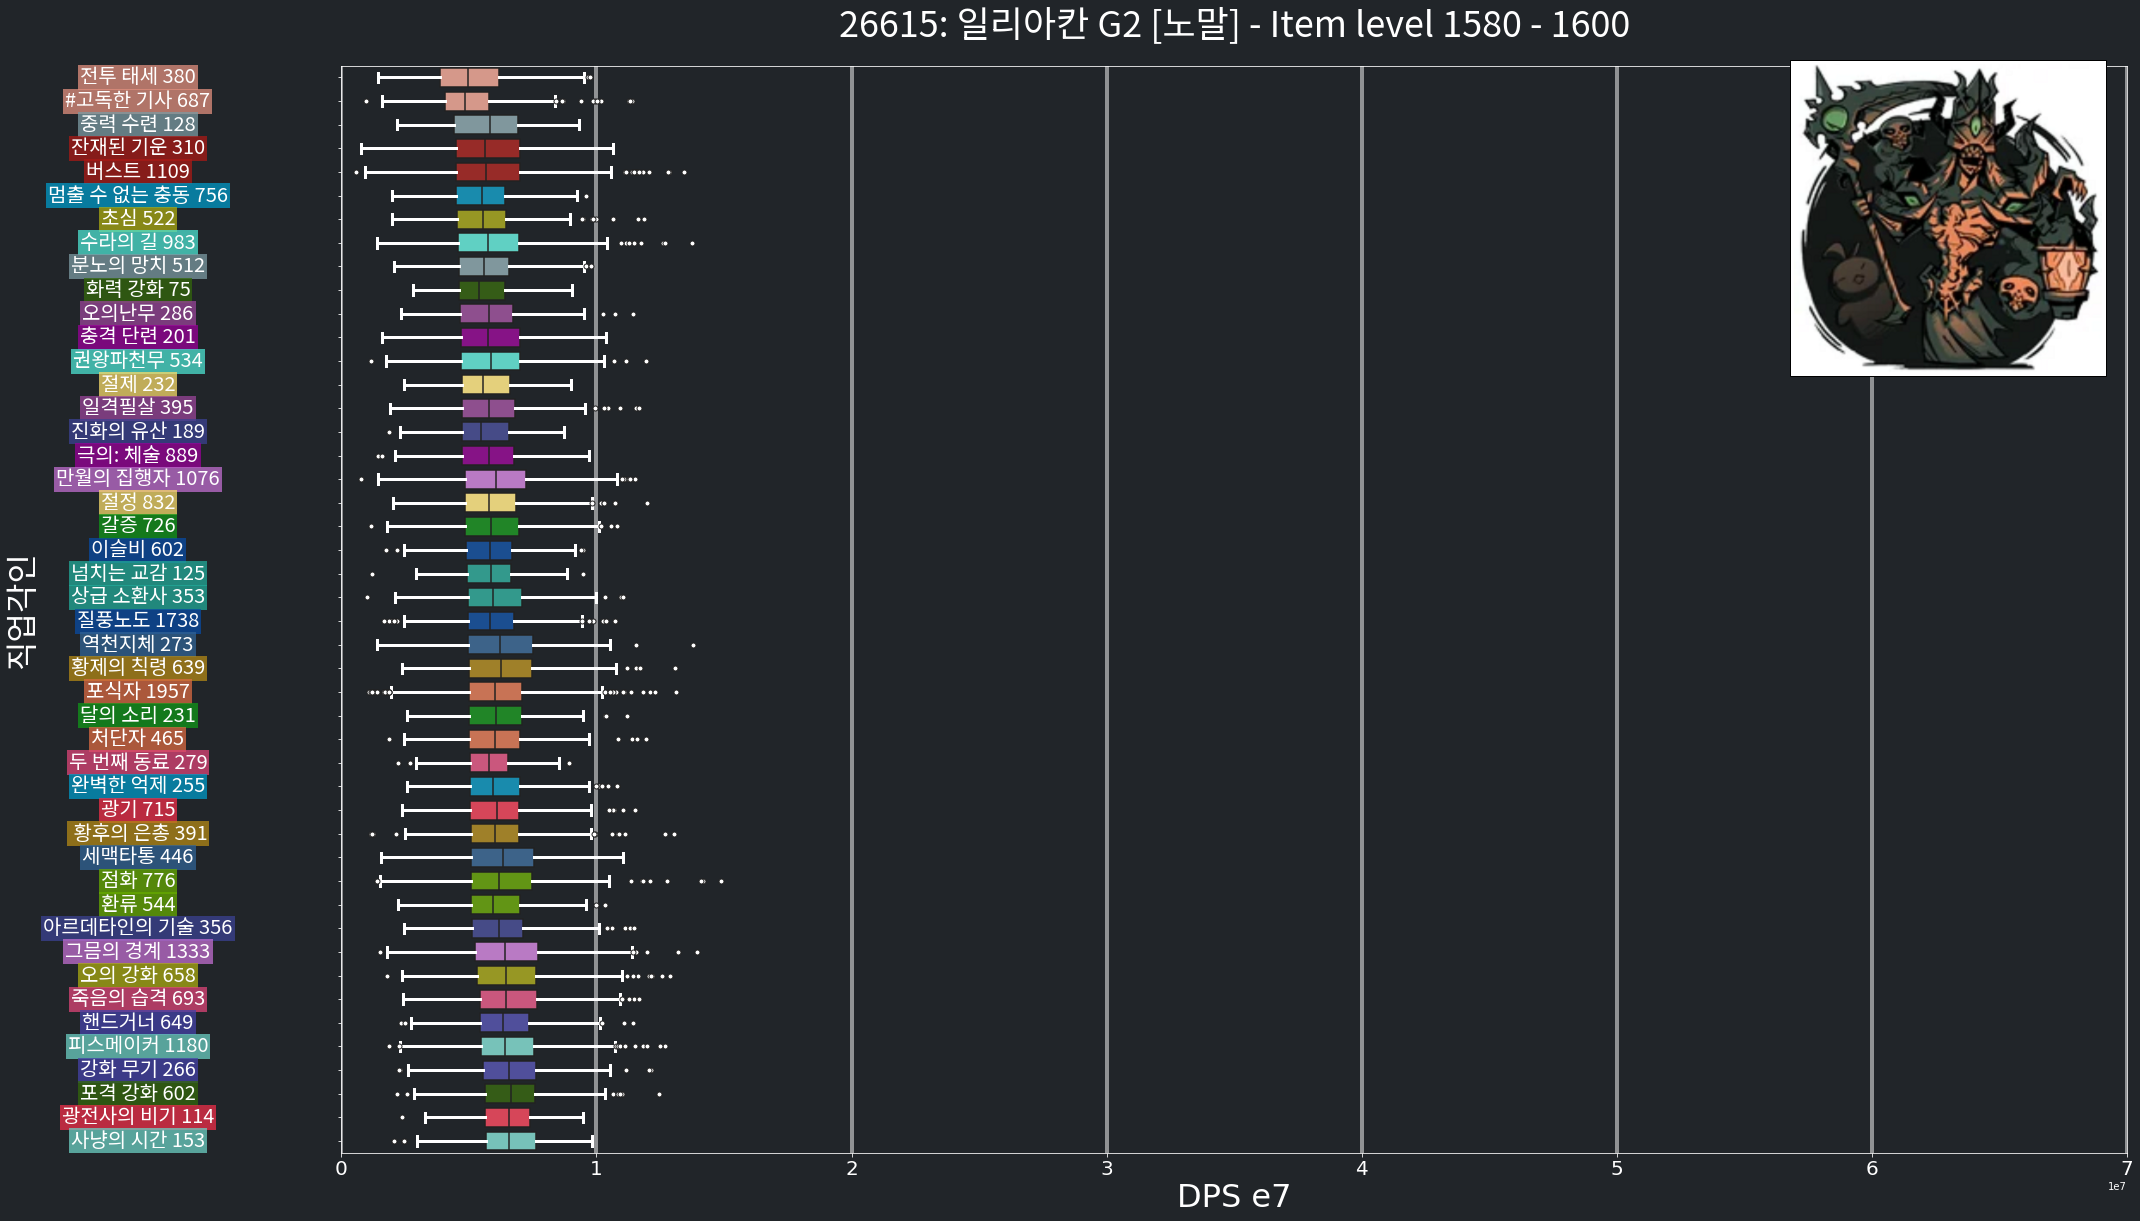 26615: 일리아칸 G2 [노말] - Item level 1580 - 1600
전투 태세 380
#고독한 기사 687
중력 수련 128
잔재된 기운 310
버스트 1109
멈출 수 없는 충동 756
초심 522
수라의 길 983
분노의 망치 512
화력 강화 75
오의난무 286
충격 단련 201
권왕파천무 534
절제 232
일격필살 395
진화의 유산 189
극의: 체술 889
만월의 집행자 1076
절정 832
갈증 726
이슬비 602
넘치는 교감 125
상급 소환사 353
질풍노도 1738
역천지체 273
황제의 칙령 639
포식자 1957
달의 소리 231
처단자 465
두 번째 동료 279
완벽한 억제 255
광기 715
황후의 은총 391
세맥타통 446
점화 776
환류 544
아르데타인의 기술 356
그믐의 경계 1333
오의 강화 658
죽음의 습격 693
핸드거너 649
피스메이커 1180
강화 무기 266
포격 강화 602
광전사의 비기 114
사냥의 시간 153
직업각인
0 1 2 3 4 5 6 7
1e7
DPS e7